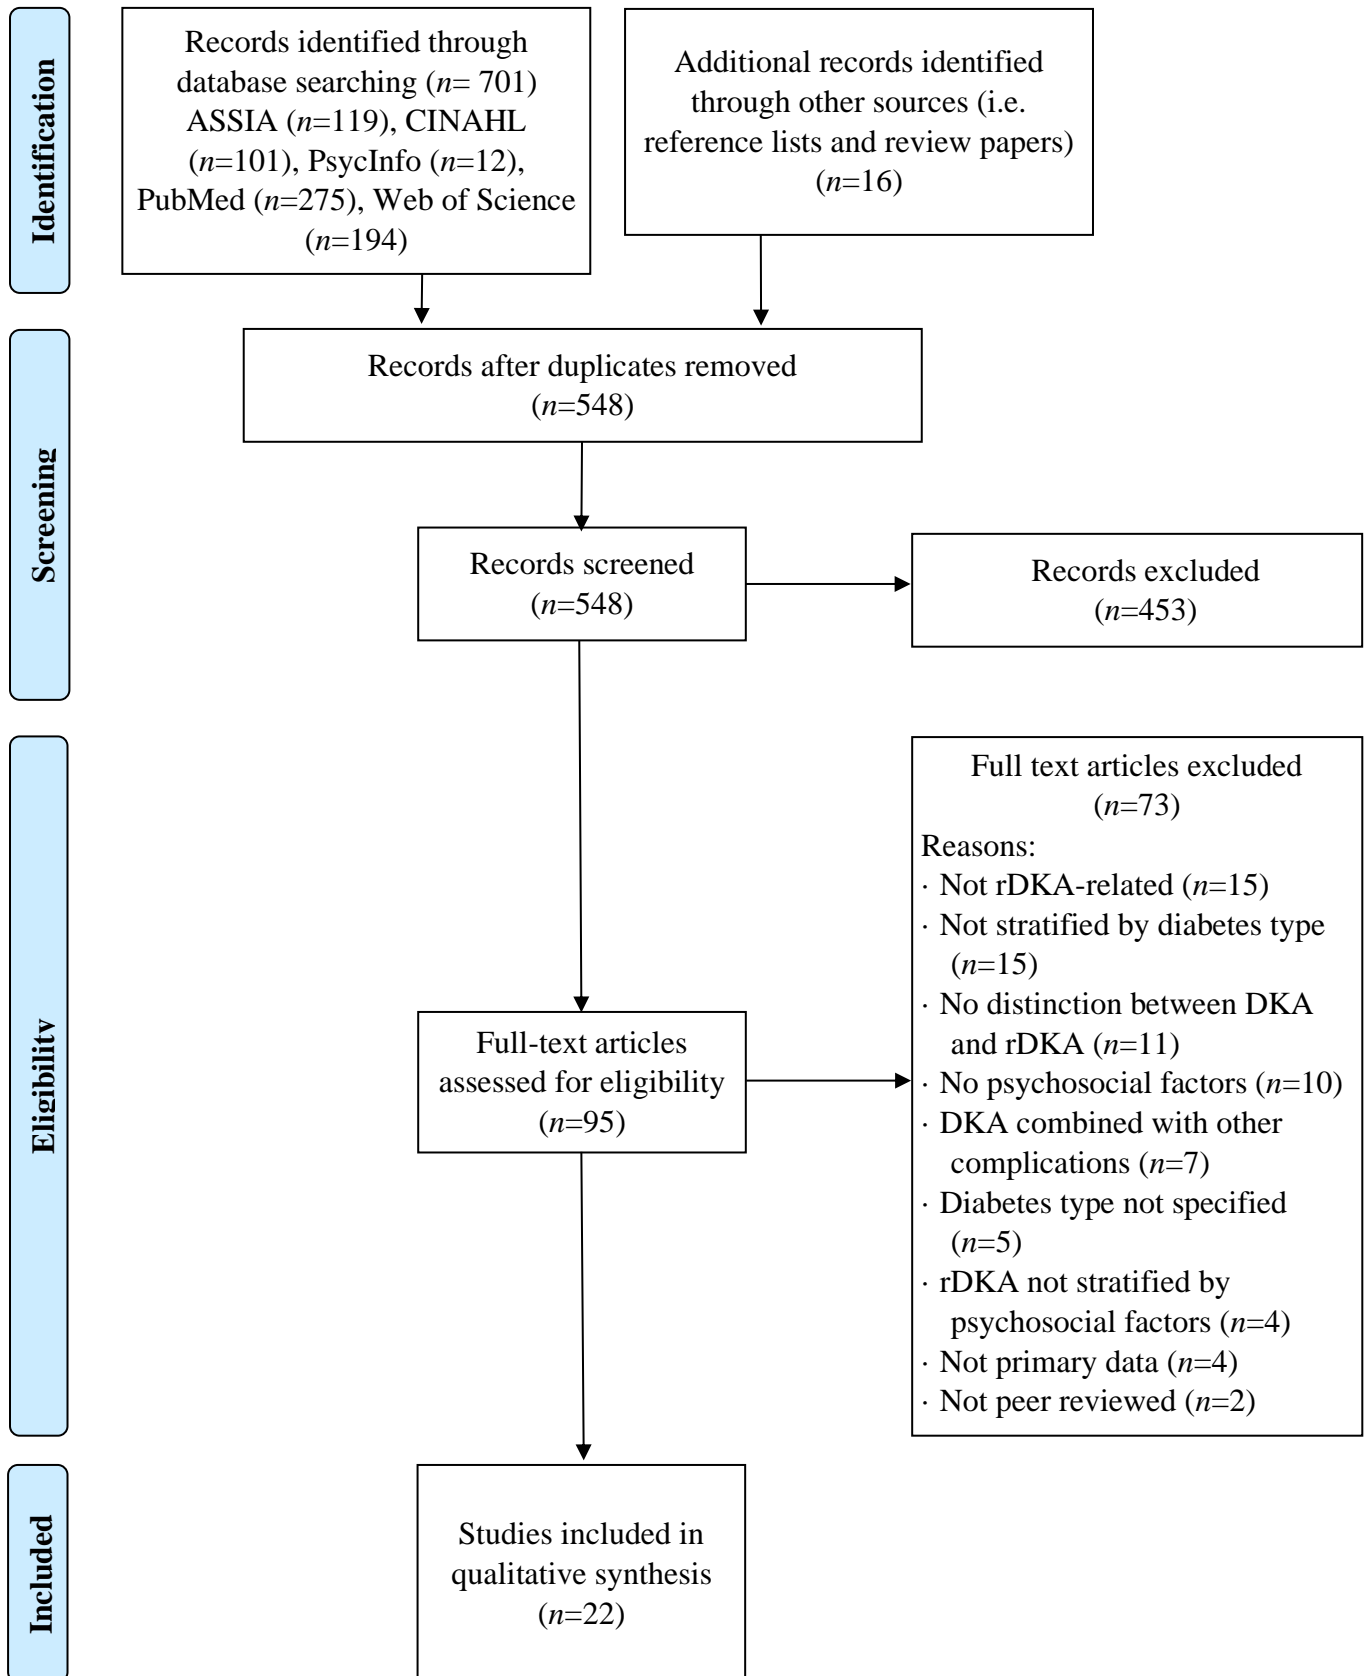 Identification
Records identified through
database searching (n= 701)
ASSIA (n=119), CINAHL
(n=101), PsycInfo (n=12),
PubMed (n=275), Web of Science
(n=194)
Additional records identified
through other sources (i.e.
reference lists and review papers)
(n=16)
Screening
Records after duplicates removed
(n=548)
Records screened
(n=548)
Records excluded
(n=453)
Eligibility
Full-text articles
assessed for eligibility
(n=95)
Full text articles excluded
(n=73)
Reasons:
· Not rDKA-related (n=15)
· Not stratified by diabetes type
(n=15)
· No distinction between DKA
and rDKA (n=11)
· No psychosocial factors (n=10)
· DKA combined with other
complications (n=7)
· Diabetes type not specified
(n=5)
· rDKA not stratified by
psychosocial factors (n=4)
· Not primary data (n=4)
· Not peer reviewed (n=2)
Included
Studies included in
qualitative synthesis
(n=22)